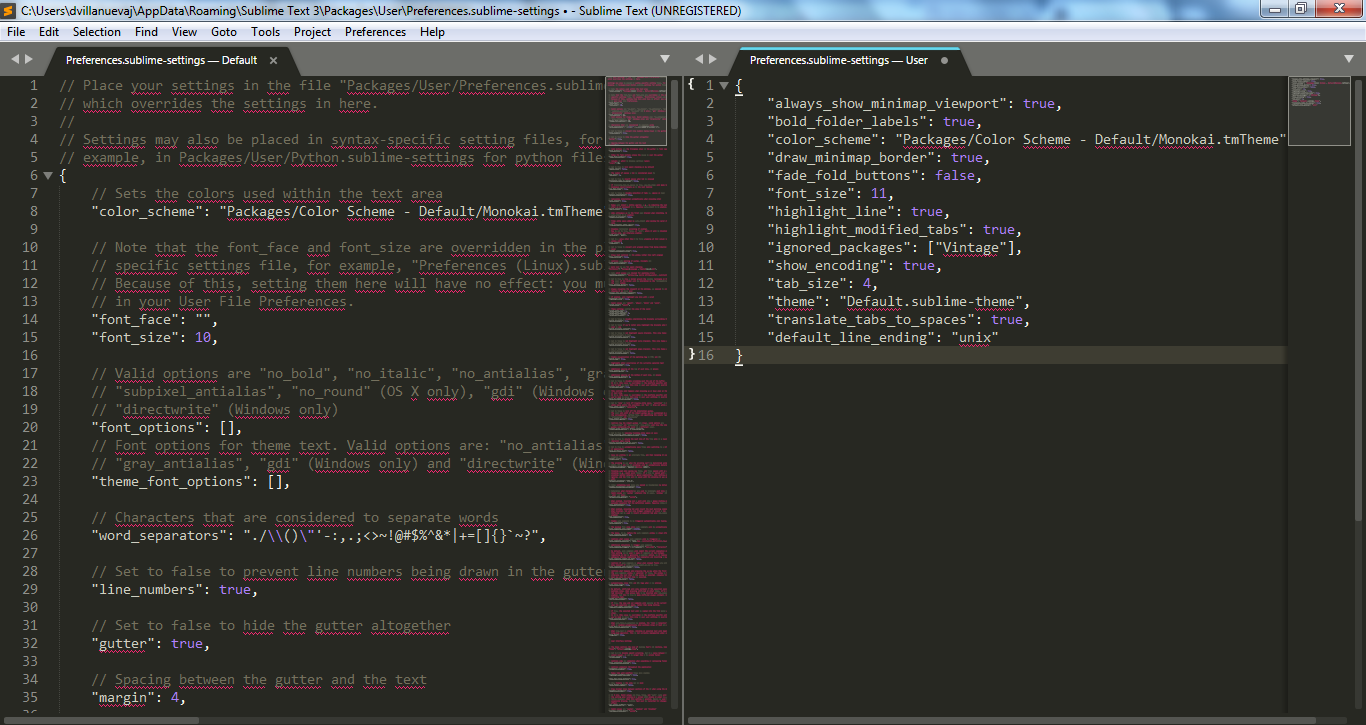 C:\Users\dvillanuevaj\AppData\Roaming\Sublime Text 3\Packages\User\Preferences.sublime-settings • - Sublime Text (UNREGISTERED)
File Edit Selection Find View Goto Tools Project Preferences Help
Preferences.sublime-settings — Default ×
1 // Place your settings in the file "Packages/User/Preferences.sublim
2 // which overrides the settings in here.
3 //
4 // Settings may also be placed in syntax-specific setting files, for
5 // example, in Packages/User/Python.sublime-settings for python file
6 {
7 // Sets the colors used within the text area
8 "color_scheme": "Packages/Color Scheme - Default/Monokai.tmTheme
9
10 // Note that the font_face and font_size are overridden in the p
11 // specific settings file, for example, "Preferences (Linux).sub
12 // Because of this, setting them here will have no effect: you m
13 // in your User File Preferences.
14 "font_face": "",
15 "font_size": 10,
16
17 // Valid options are "no_bold", "no_italic", "no_antialias", "gr
18 // "subpixel_antialias", "no_round" (OS X only), "gdi" (Windows
19 // "directwrite" (Windows only)
20 "font_options": [],
21 // Font options for theme text. Valid options are: "no_antialias
22 // "gray_antialias", "gdi" (Windows only) and "directwrite" (Win
23 "theme_font_options": [],
24
25 // Characters that are considered to separate words
26 "word_separators": "./\\()\"'-:,.;<>~!@#$%^&*|+=[]{}`~?",
27
28 // Set to false to prevent line numbers being drawn in the gutte
29 "line_numbers": true,
30
31 // Set to false to hide the gutter altogether
32 "gutter": true,
33
34 // Spacing between the gutter and the text
35 "margin": 4,
Preferences.sublime-settings — User
{ 1 {
2 "always_show_minimap_viewport": true,
3 "bold_folder_labels": true,
4 "color_scheme": "Packages/Color Scheme - Default/Monokai.tmTheme"
5 "draw_minimap_border": true,
6 "fade_fold_buttons": false,
7 "font_size": 11,
8 "highlight_line": true,
9 "highlight_modified_tabs": true,
10 "ignored_packages": ["Vintage"],
11 "show_encoding": true,
12 "tab_size": 4,
13 "theme": "Default.sublime-theme",
14 "translate_tabs_to_spaces": true,
15 "default_line_ending": "unix"
} 16 }